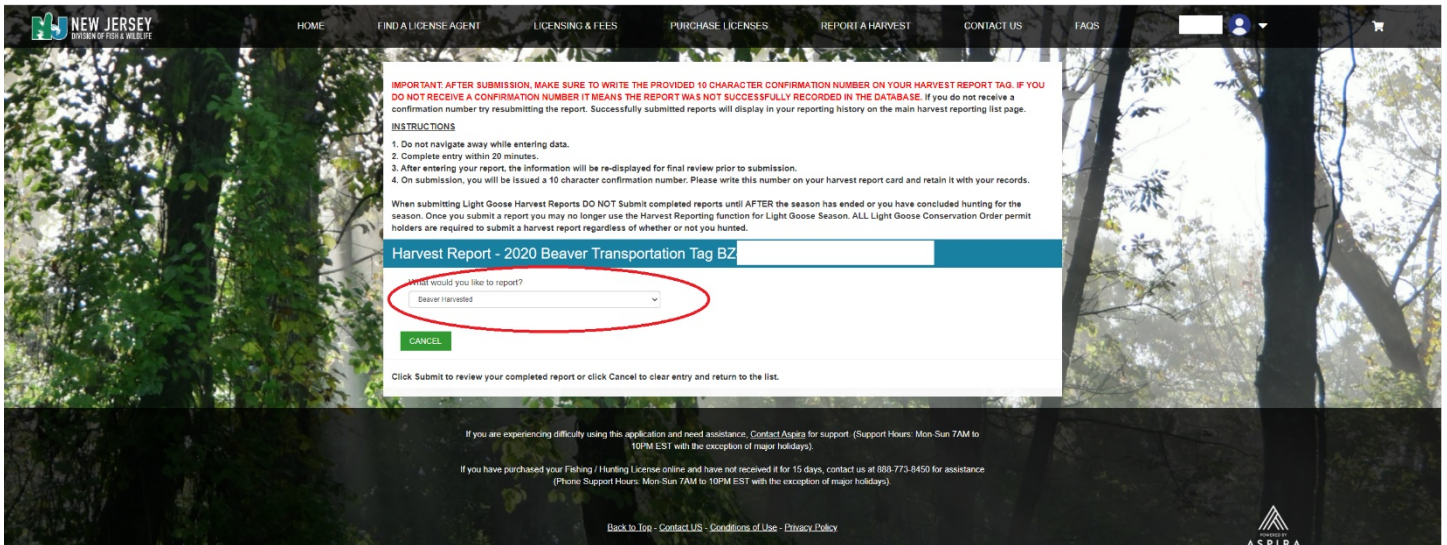 NEW JERSEY
DIVISION OF FISH & WILDLIFE
HOME
FIND A LICENSE AGENT
LICENSING & FEES
PURCHASE LICENSES
REPORT A HARVEST
CONTACT US
FAQS
IMPORTANT: AFTER SUBMISSION, MAKE SURE TO WRITE THE PROVIDED 10 CHARACTER CONFIRMATION NUMBER ON YOUR HARVEST REPORT TAG. IF YOU
DO NOT RECEIVE A CONFIRMATION NUMBER IT MEANS THE REPORT WAS NOT SUCCESSFULLY RECORDED IN THE DATABASE. If you do not receive a
confirmation number try resubmitting the report. Successfully submitted reports will display in your reporting history on the main harvest reporting list page.
INSTRUCTIONS
1. Do not navigate away while entering data.
2. Complete entry within 20 minutes.
3. After entering your report, the information will be re-displayed for final review prior to submission.
4. On submission, you will be issued a 10 character confirmation number. Please write this number on your harvest report card and retain it with your records.
When submitting Light Goose Harvest Reports DO NOT Submit completed reports until AFTER the season has ended or you have concluded hunting for the
season. Once you submit a report you may no longer use the Harvest Reporting function for Light Goose Season. ALL Light Goose Conservation Order permit
holders are required to submit a harvest report regardless of whether or not you hunted.
Harvest Report - 2020 Beaver Transportation Tag BZ
What would you like to report?
Beaver Harvested
CANCEL
Click Submit to review your completed report or click Cancel to clear entry and return to the list.
If you are experiencing difficulty using this application and need assistance, Contact Aspira for support. (Support Hours: Mon-Sun 7AM to
10PM EST with the exception of major holidays).
If you have purchased your Fishing / Hunting License online and have not received it for 15 days, contact us at 888-773-8450 for assistance
(Phone Support Hours: Mon-Sun 7AM to 10PM EST with the exception of major holidays).
Back to Top - Contact US - Conditions of Use - Privacy Policy
POWERED BY
ASPIRA